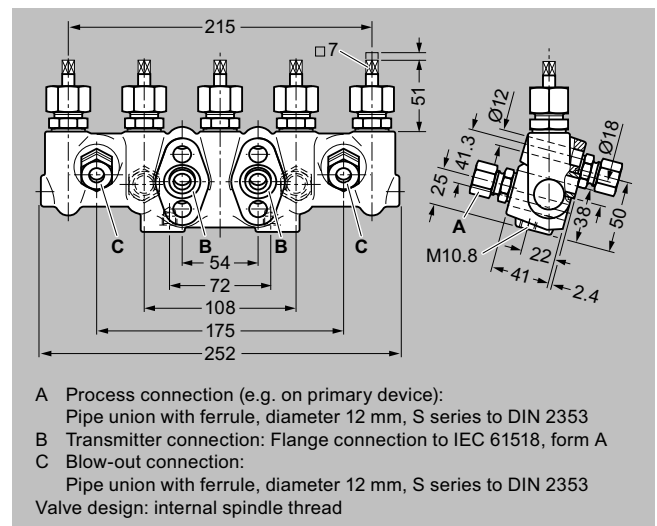 215
□7
51
Ø12
Ø18
41.3
25
50
38
A
M10.8
22
41
2.4
C
B
B
C
54
72
108
175
252
A Process connection (e.g. on primary device):
Pipe union with ferrule, diameter 12 mm, S series to DIN 2353
B Transmitter connection: Flange connection to IEC 61518, form A
C Blow-out connection:
Pipe union with ferrule, diameter 12 mm, S series to DIN 2353
Valve design: internal spindle thread